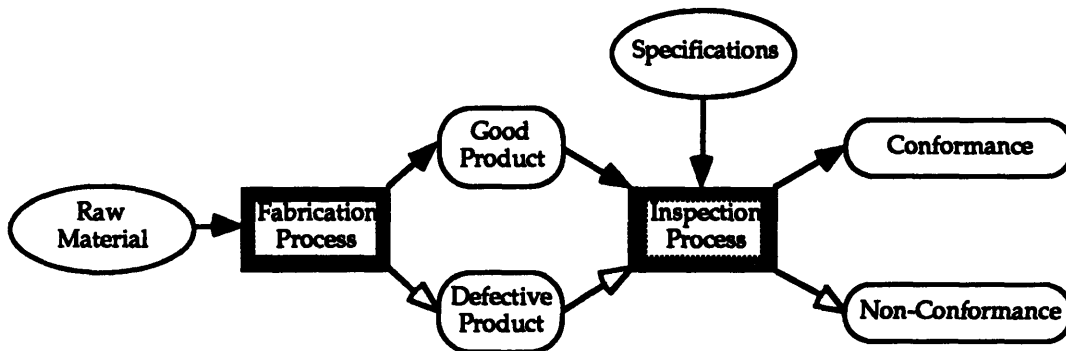 Specifications
Good
Product
Conformance
Raw
Material
Fabrication
Process
Inspection
Process
Defective
Product
Non-Conformance